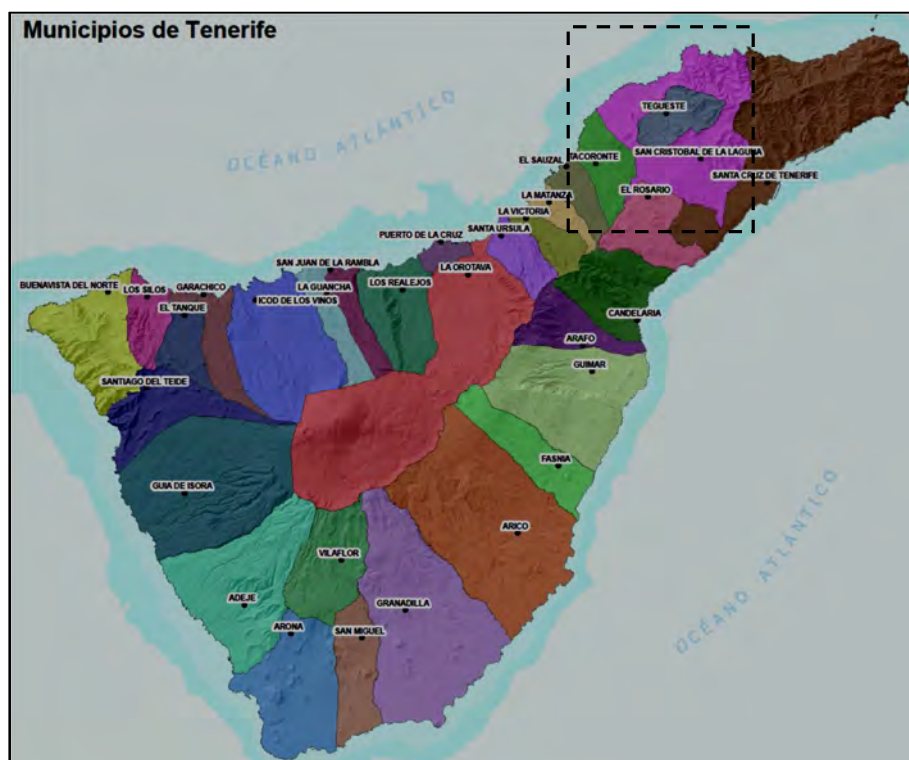 Municipios de Tenerife
OCÉANO ATLÁNTICO
TEGUESTE
SAN CRISTOBAL DE LA LAGUNA
TACORONTE
EL SAUZAL
SANTA CRUZ DE TENERIFE
EL ROSARIO
LA MATANZA
LA VICTORIA
SANTA URSULA
PUERTO DE LA CRUZ
SAN JUAN DE LA RAMBLA
LA OROTAVA
BUENAVISTA DEL NORTE
LOS SILOS
GARACHICO
LA GUANCHA
LOS REALEJOS
ICOD DE LOS VINOS
EL TANQUE
CANDELARIA
ARAFO
GUIMAR
SANTIAGO DEL TEIDE
FASNIA
GUIA DE ISORA
ARICO
VILAFLOR
OCÉANO ATLÁNTICO
ADEJE
GRANADILLA
ARONA
SAN MIGUEL